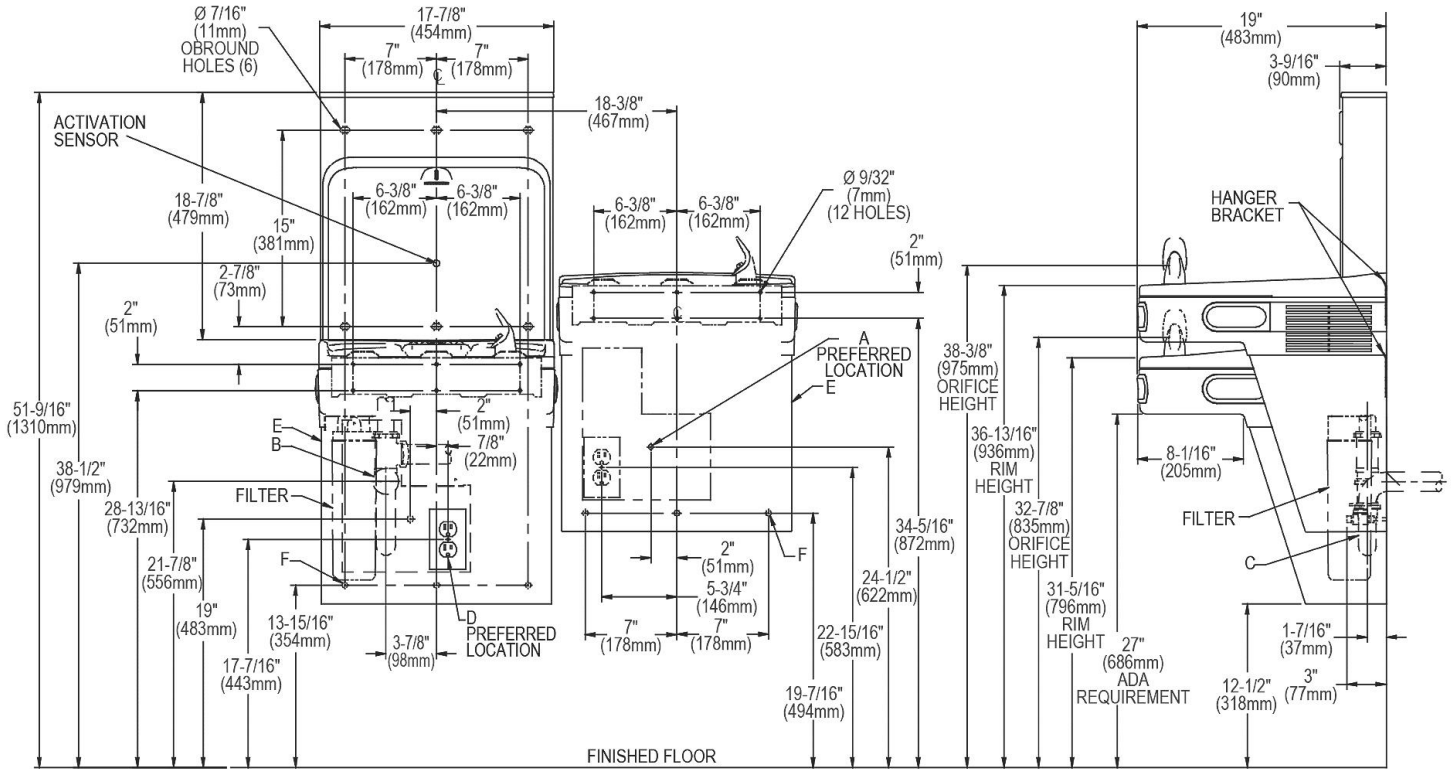 Ø 7/16"
(11mm)
OBROUND
HOLES (6)
17-7/8"
(454mm)
7"
(178mm)
7"
(178mm)
℄
18-3/8"
(467mm)
ACTIVATION
SENSOR
18-7/8"
(479mm)
15"
(381mm)
2-7/8"
(73mm)
2"
(51mm)
6-3/8"
(162mm)
6-3/8"
(162mm)
6-3/8"
(162mm)
6-3/8"
(162mm)
Ø 9/32"
(7mm)
(12 HOLES)
2"
(51mm)
℄
A
PREFERRED
LOCATION
E
51-9/16"
(1310mm)
38-1/2"
(979mm)
28-13/16"
(732mm)
21-7/8"
(556mm)
19"
(483mm)
17-7/16"
(443mm)
13-15/16"
(354mm)
E
B
FILTER
F
2"
(51mm)
7/8"
(22mm)
3-7/8"
(98mm)
D
PREFERRED
LOCATION
F
2"
(51mm)
5-3/4"
(146mm)
7"
(178mm)
7"
(178mm)
34-5/16"
(872mm)
24-1/2"
(622mm)
22-15/16"
(583mm)
19-7/16"
(494mm)
FINISHED FLOOR
19"
(483mm)
3-9/16"
(90mm)
HANGER
BRACKET
38-3/8"
(975mm)
ORIFICE
HEIGHT
36-13/16"
(936mm)
RIM
HEIGHT
32-7/8"
(835mm)
ORIFICE
HEIGHT
31-5/16"
(796mm)
RIM
HEIGHT
27"
(686mm)
ADA
REQUIREMENT
8-1/16"
(205mm)
FILTER
C
12-1/2"
(318mm)
1-7/16"
(37mm)
3"
(77mm)